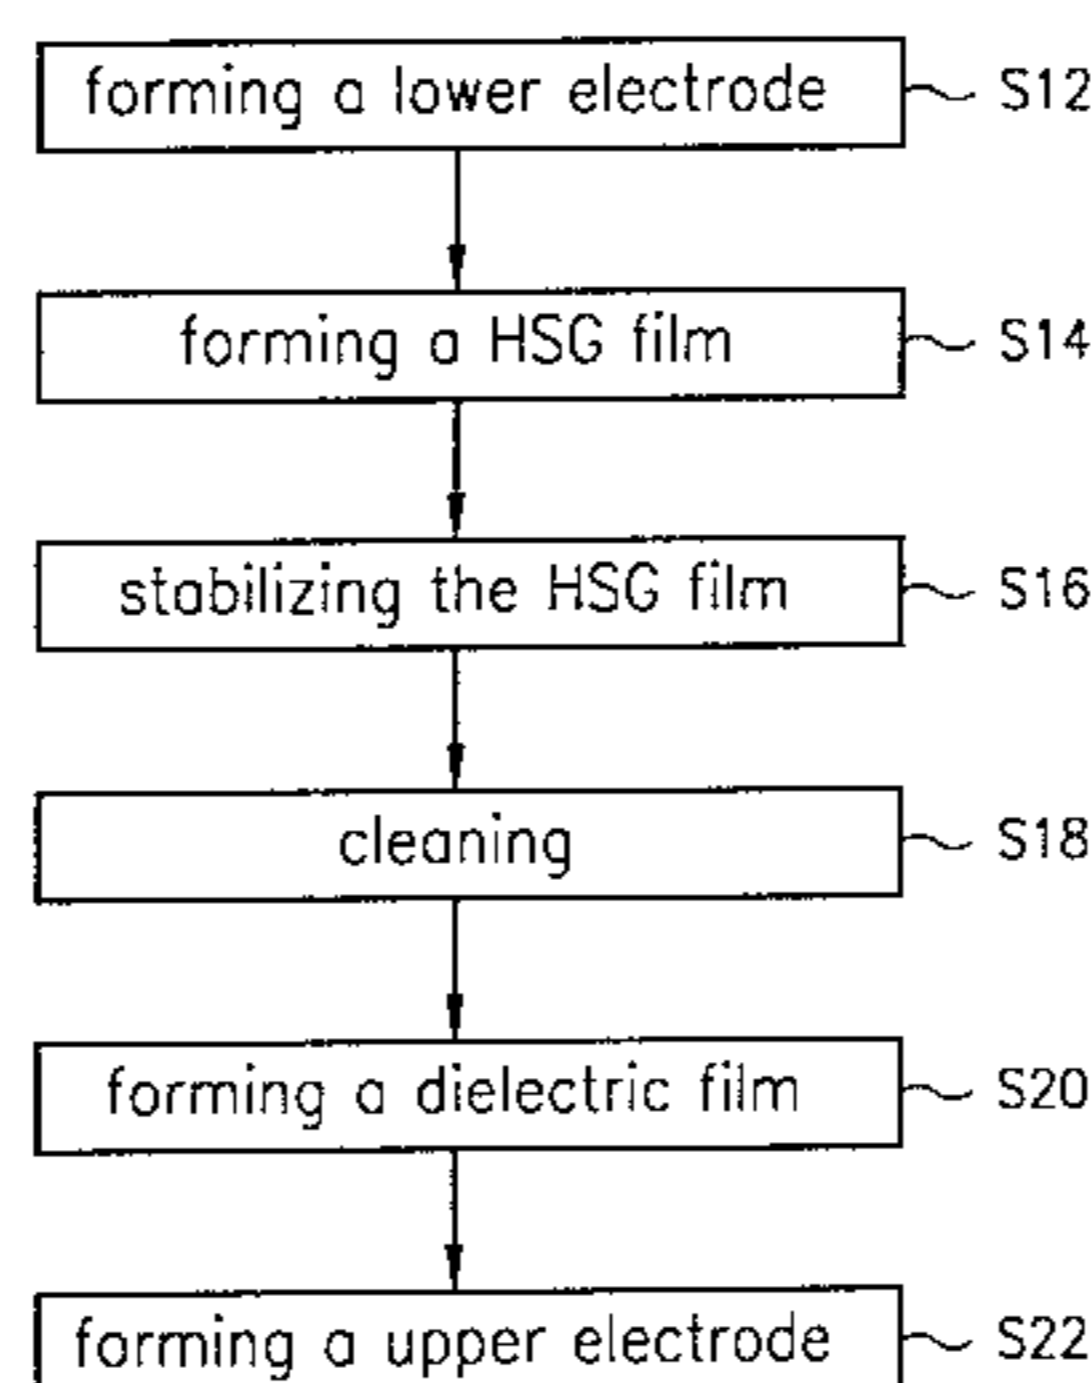 forming a lower electrode S12
forming a HSG film S14
stabilizing the HSG film S16
cleaning S18
forming a dielectric film S20
forming a upper electrode S22